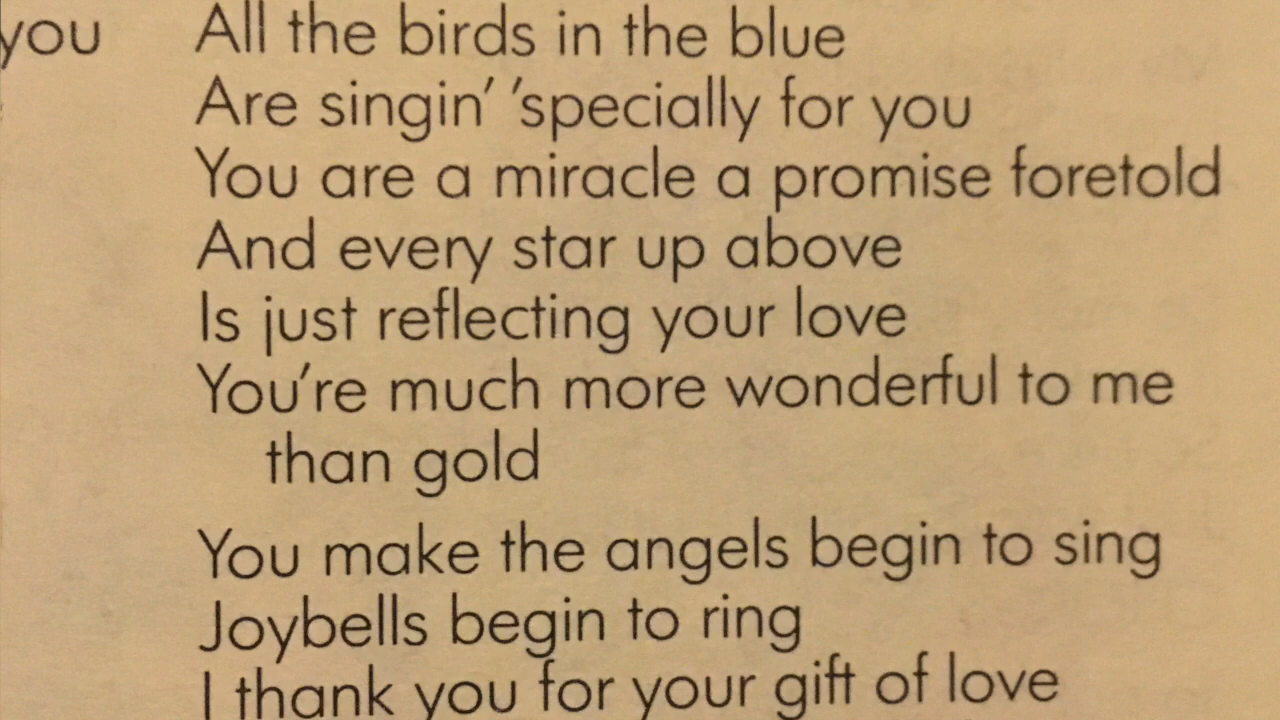 you
All the birds in the blue
Are singin' 'specially for you
You are a miracle a promise foretold
And every star up above
Is just reflecting your love
You're much more wonderful to me
than gold
You make the angels begin to sing
Joybells begin to ring
I thank you for your gift of love